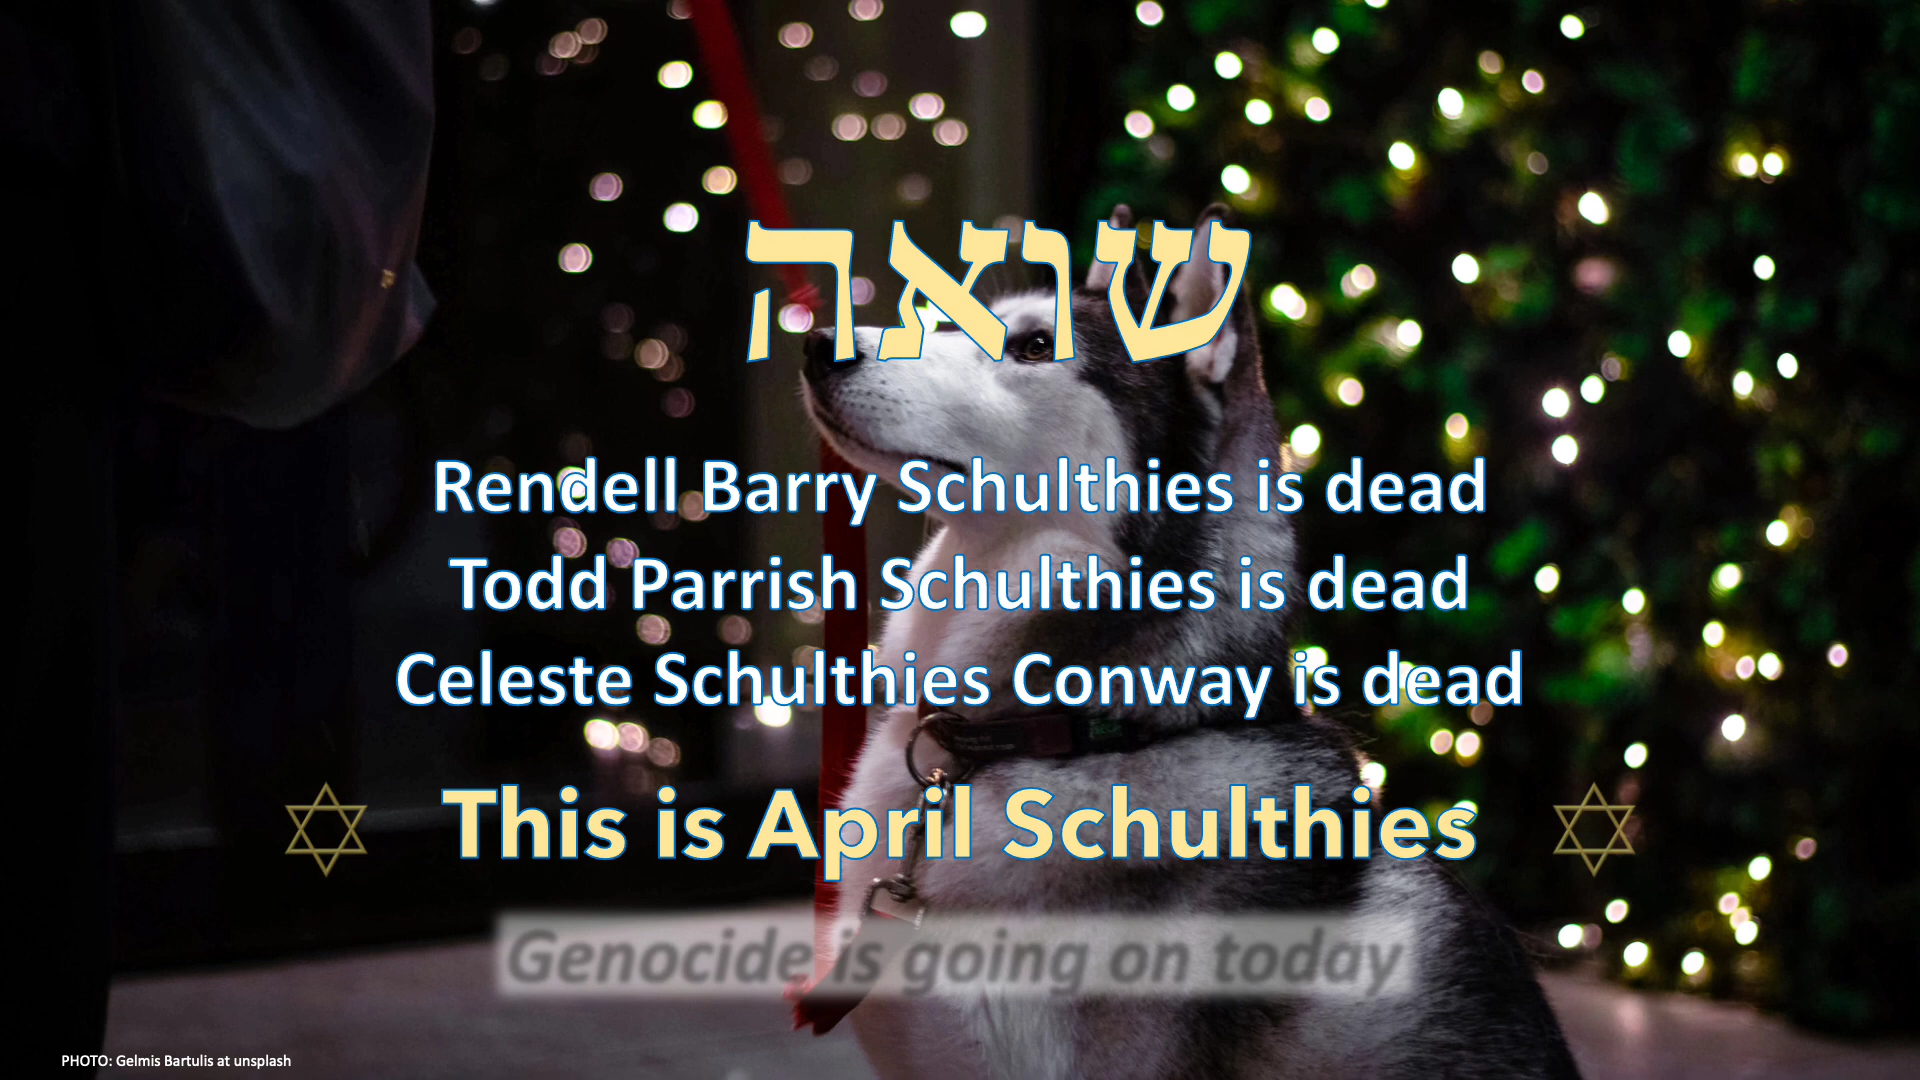 שואה
Rendell Barry Schulthies is dead
Todd Parrish Schulthies is dead
Celeste Schulthies Conway is dead
This is April Schulthies
Genocide is going on today
PHOTO: Gelmis Bartulis at unsplash